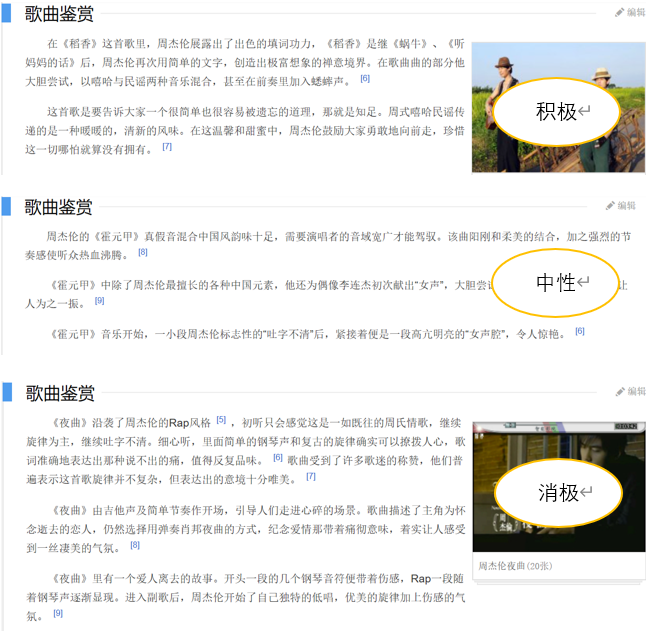 歌曲鉴赏
编辑
在《稻香》这首歌里，周杰伦展露出了出色的填词功力，《稻香》是继《蜗牛》、《听
妈妈的话》后，周杰伦再次用简单的文字，创造出极富想象的禅意境界。在歌曲曲的部分他
大胆尝试，以嘻哈与民谣两种音乐混合，甚至在前奏里加入蟋蟀声。 [6]
这首歌是要告诉大家一个很简单也很容易被遗忘的道理，那就是知足。周式嘻哈民谣传
递的是一种暖暖的，清新的风味。在这温馨和甜蜜中，周杰伦鼓励大家勇敢地向前走，珍惜
这一切哪怕就算没有拥有。 [7]
积极↵
歌曲鉴赏
编辑
周杰伦的《霍元甲》真假音混合中国风韵味十足，需要演唱者的音域宽广才能驾驭。该曲阳刚和柔美的结合，加之强烈的节
奏感使听众热血沸腾。 [8]
《霍元甲》中除了周杰伦最擅长的各种中国元素，他还为偶像李连杰初次献出“女声”，大胆尝
让
人为之一振。 [9]
《霍元甲》音乐开始，一小段周杰伦标志性的“吐字不清”后，紧接着便是一段高亢明亮的“女声腔”，令人惊艳。 [6]
中性↵
歌曲鉴赏
编辑
《夜曲》沿袭了周杰伦的Rap风格 [5] ，初听只会感觉这是一如既往的周氏情歌，继续
旋律为主，继续吐字不清。细心听，里面简单的钢琴声和复古的旋律确实可以撩拨人心，歌
词准确地表达出那种说不出的痛，值得反复品味。 [6] 歌曲受到了许多歌迷的称赞，他们普
遍表示这首歌旋律并不复杂，但表达出的意境十分唯美。 [7]
《夜曲》由吉他声及简单节奏作开场，引导人们走进心碎的场景。歌曲描述了主角为怀
念逝去的恋人，仍然选择用弹奏肖邦夜曲的方式，纪念爱情那带着痛彻意味，着实让人感受
到一丝凄美的气氛。 [8]
《夜曲》里有一个爱人离去的故事。开头一段的几个钢琴音符便带着伤感，Rap一段随
着钢琴声逐渐显现。进入副歌后，周杰伦开始了自己独特的低唱，优美的旋律加上伤感的气
氛。 [9]
消极↵
周杰伦夜曲(20张)